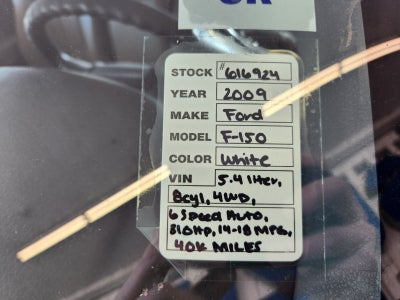 STOCK #616924
YEAR 2009
MAKE Ford
MODEL F-150
COLOR White
VIN 5.4 liter,
8cyl, 4WD,
6 Speed Auto,
310Hp, 14-18 MPG,
40K MILES